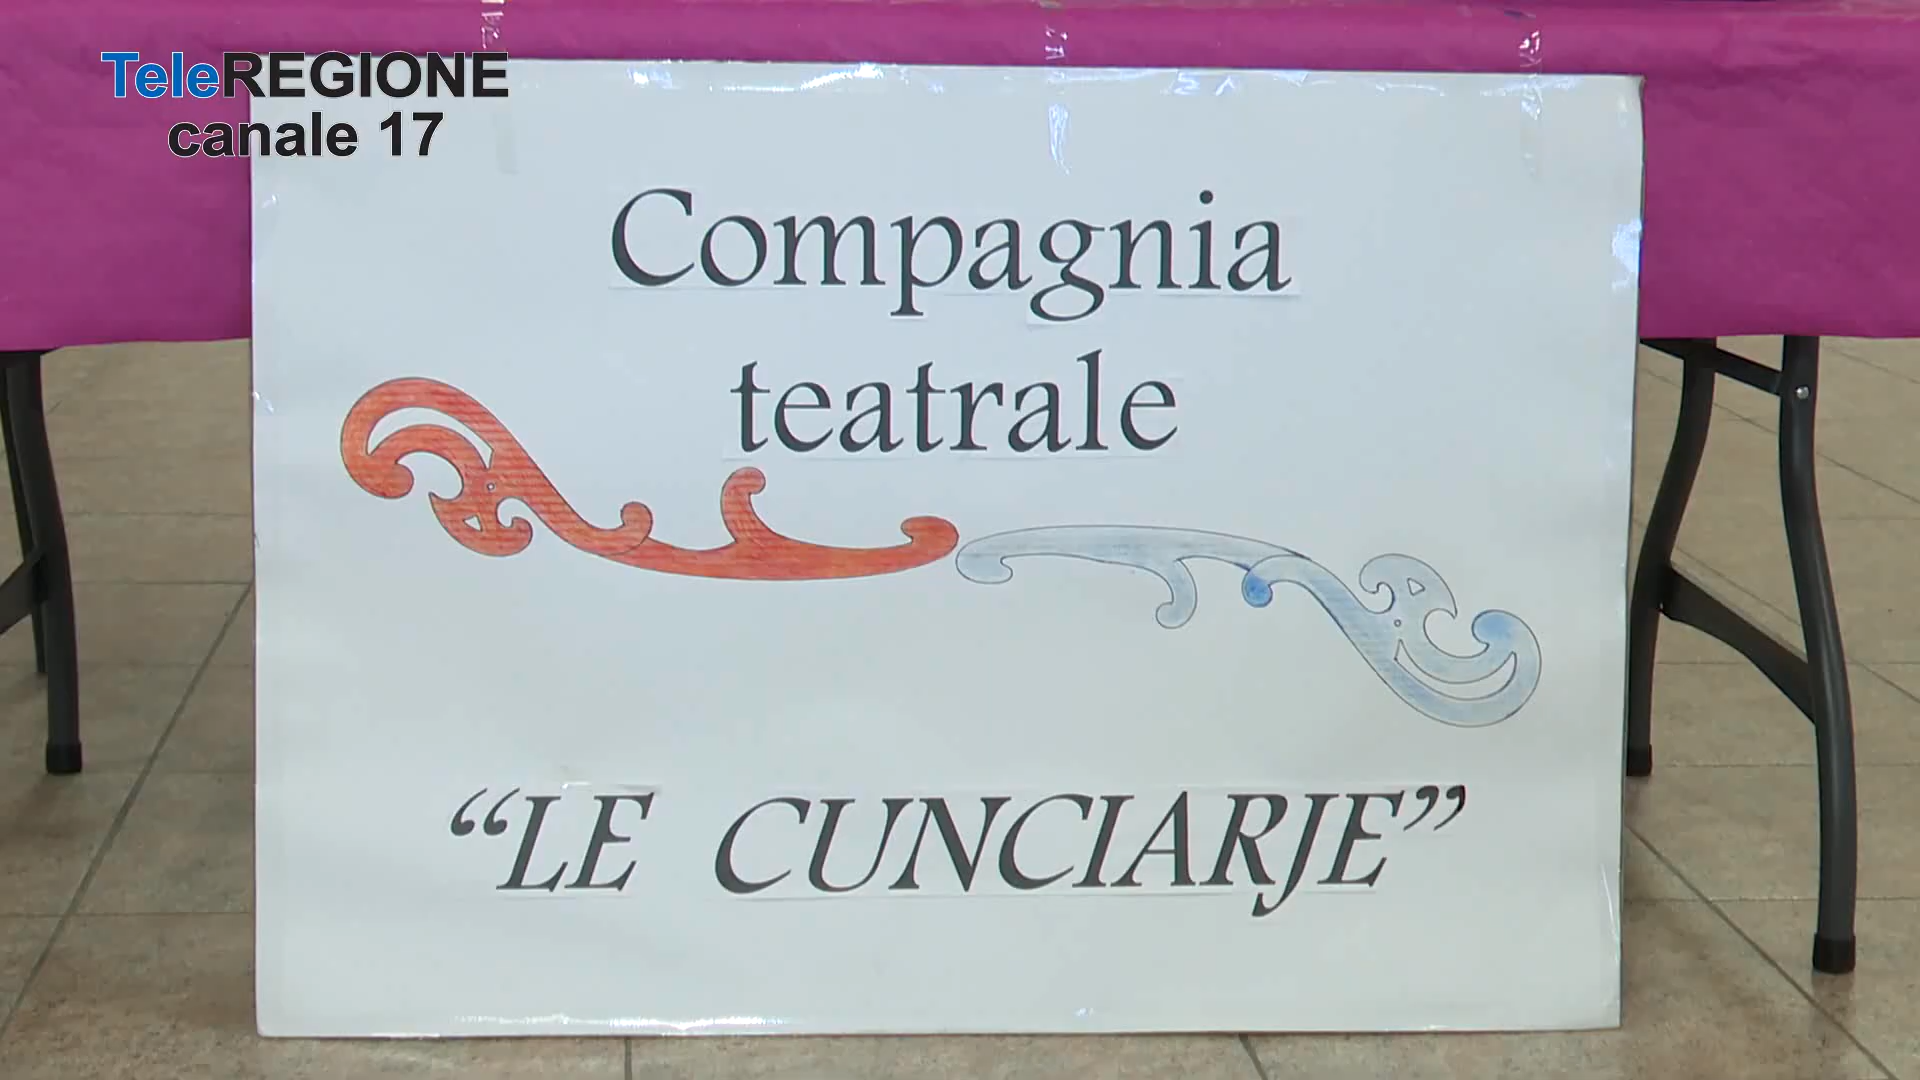 TeleREGIONE
canale 17
Compagnia
teatrale
“LE CUNCIARJE”